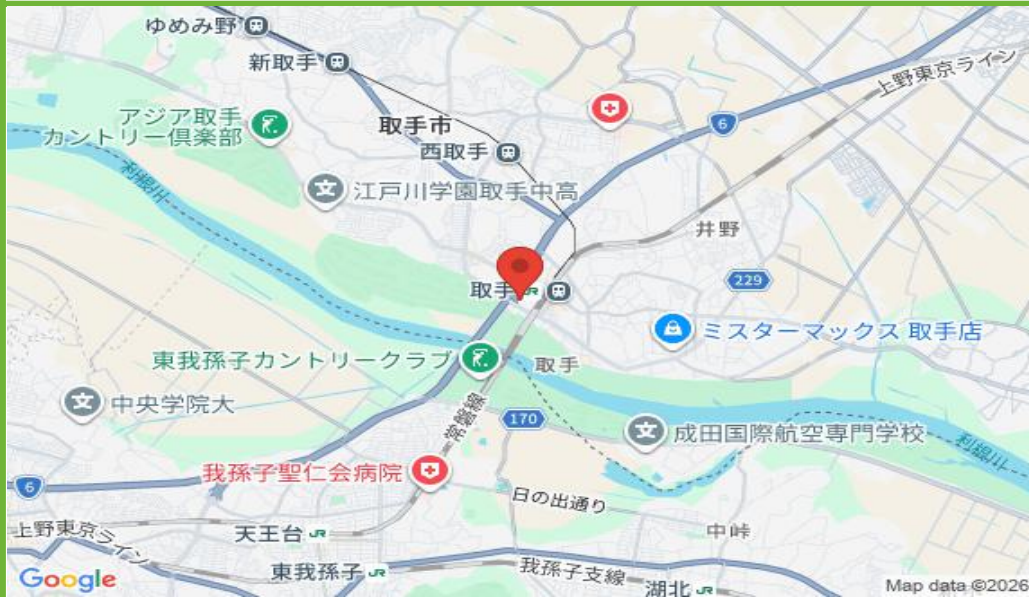 ゆめみ野
新取手
上野東京ライン
アジア取手
カントリー倶楽部
取手市
6
西取手
利根川
江戸川学園取手中高
井野
取手 JR
229
ミスターマックス 取手店
東我孫子カントリークラブ
取手
中央学院大
常磐線
170
成田国際航空専門学校
利根川
我孫子聖仁会病院
6
日の出通り
上野東京ライン
天王台 JR
中峠
東我孫子 JR
我孫子支線
湖北 JR
Google
Map data ©2026